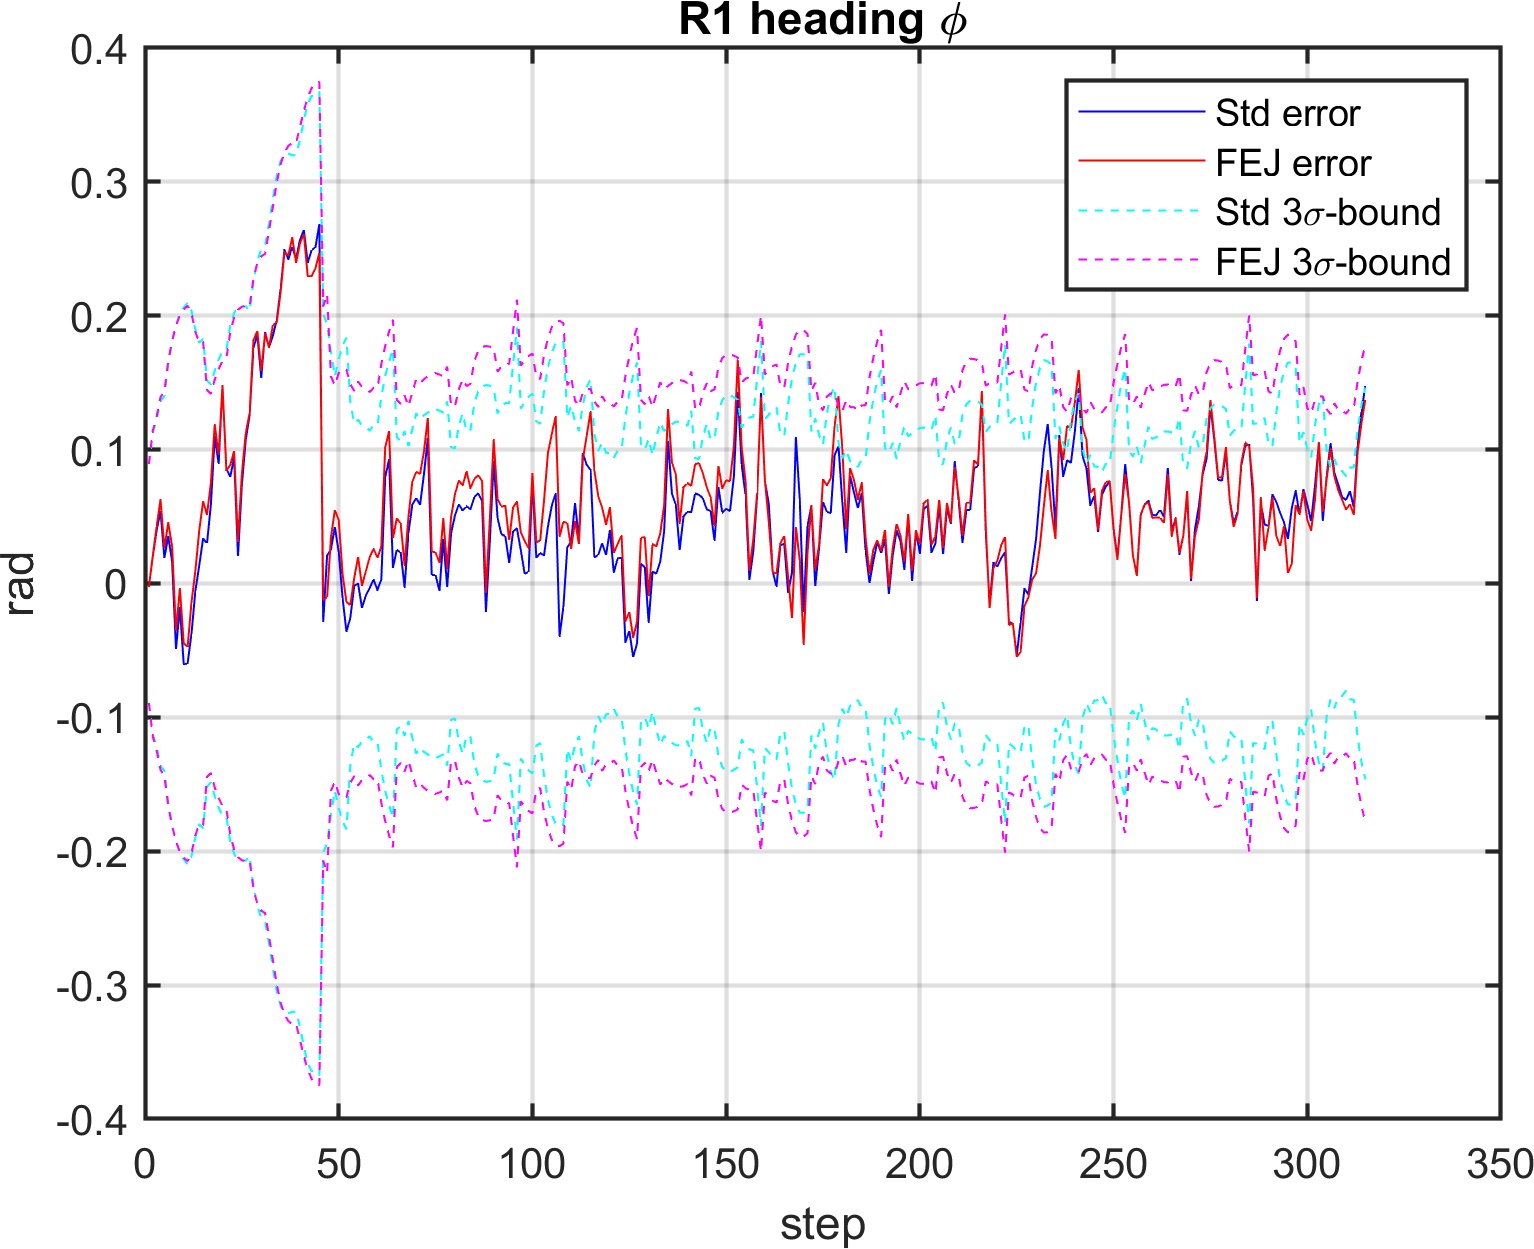 R1 heading ϕ
0.4
0.3
0.2
0.1
0
-0.1
-0.2
-0.3
-0.4
rad
Std error
FEJ error
Std 3σ-bound
FEJ 3σ-bound
0 50 100 150 200 250 300 350
step